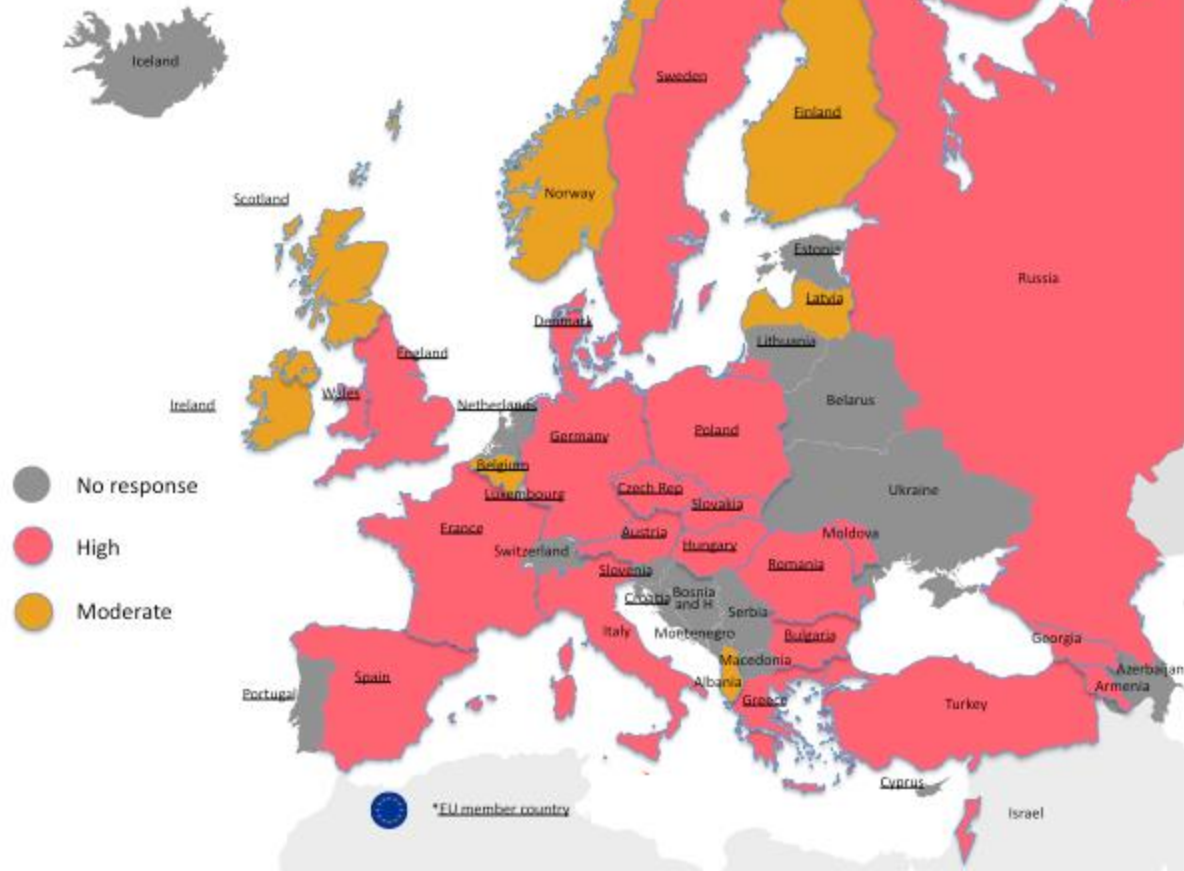 Iceland
Sweden
Finland
Norway
Scotland
Estonia
Russia
Latvia
Denmark
Lithuania
England
Wales
Belarus
Ireland
Netherlands
Germany
Poland
Belgium
No response
Luxembourg
Czech Rep
Slovakia
Ukraine
France
Austria
Moldova
High
Switzerland
Hungary
Slovenia
Romania
Croatia
Bosnia
and H
Moderate
Serbia
Italy
Montenegro
Bulgaria
Georgia
Macedonia
Azerbaijan
Spain
Albania
Armenia
Portugal
Greece
Turkey
Cyprus
*EU member country
Israel